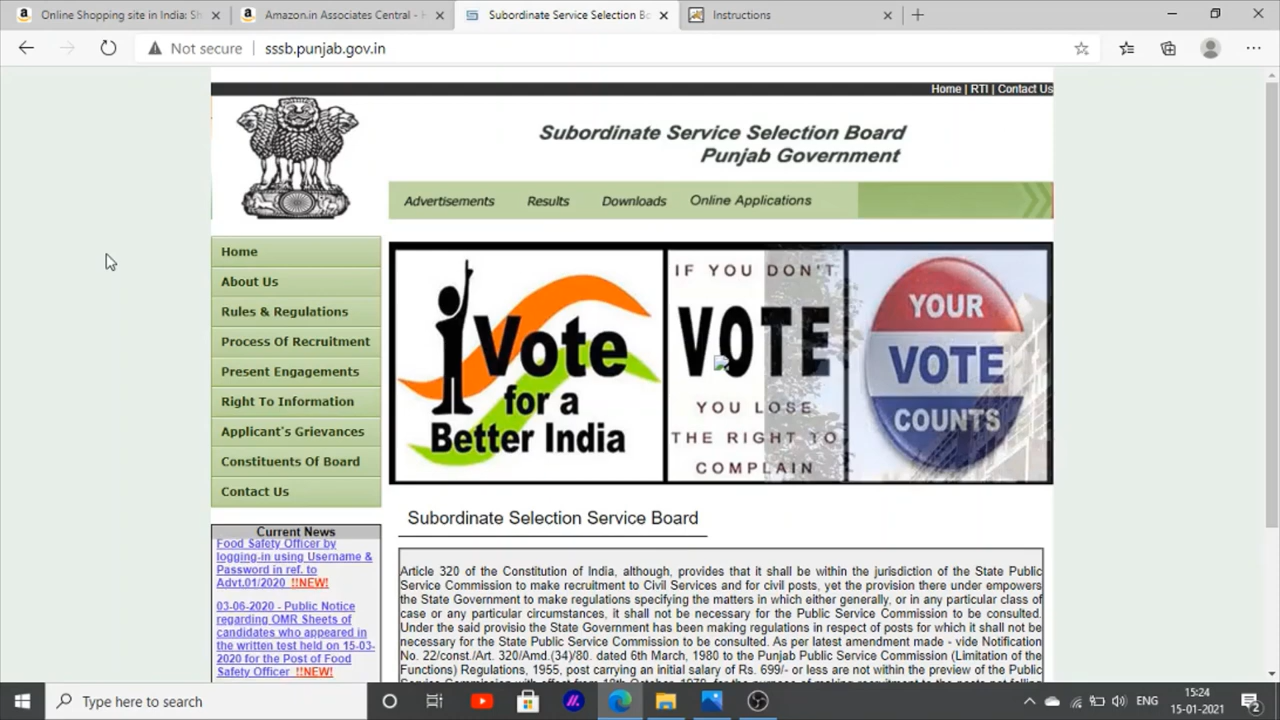 Online Shopping site in India: Sh
Amazon.in Associates Central - H
Subordinate Service Selection Bo
Instructions
Not secure
sssb.punjab.gov.in
Home | RTI | Contact Us
Subordinate Service Selection Board
Punjab Government
Advertisements Results Downloads Online Applications
Home
About Us
Rules & Regulations
Process Of Recruitment
Present Engagements
Right To Information
Applicant's Grievances
Constituents Of Board
Contact Us
Vote
for a
Better India
IF YOU DON'T
VOTE
YOU LOSE
THE RIGHT TO
COMPLAIN
YOUR
VOTE
COUNTS
Current News
Food Safety Officer by
logging-in using Username &
Password in ref. to
Advt.01/2020 !!NEW!
03-06-2020 - Public Notice
regarding OMR Sheets of
candidates who appeared in
the written test held on 15-03-
2020 for the Post of Food
Safety Officer !!NEW!
Subordinate Selection Service Board
Article 320 of the Constitution of India, although, provides that it shall be within the jurisdiction of the State Public
Service Commission to make recruitment to Civil Services and for civil posts, yet the provision there under empowers
the State Government to make regulations specifying the matters in which either generally, or in any particular class of
case or any particular circumstances, it shall not be necessary for the Public Service Commission to be consulted.
Under the said provisio the State Government has been making regulations in respect of posts for which it shall not be
necessary for the State Public Service Commission to be consulted. As per latest amendment made - vide Notification
No. 22/const./Art. 320/Amd.(34)/80, dated 6th March, 1980 to the Punjab Public Service Commission (Limitation of the
Functions) Regulations, 1955, post carrying an initial salary of Rs. 699/- or less are not within the preview of the Public
Type here to search
ENG
15:24
15-01-2021
2